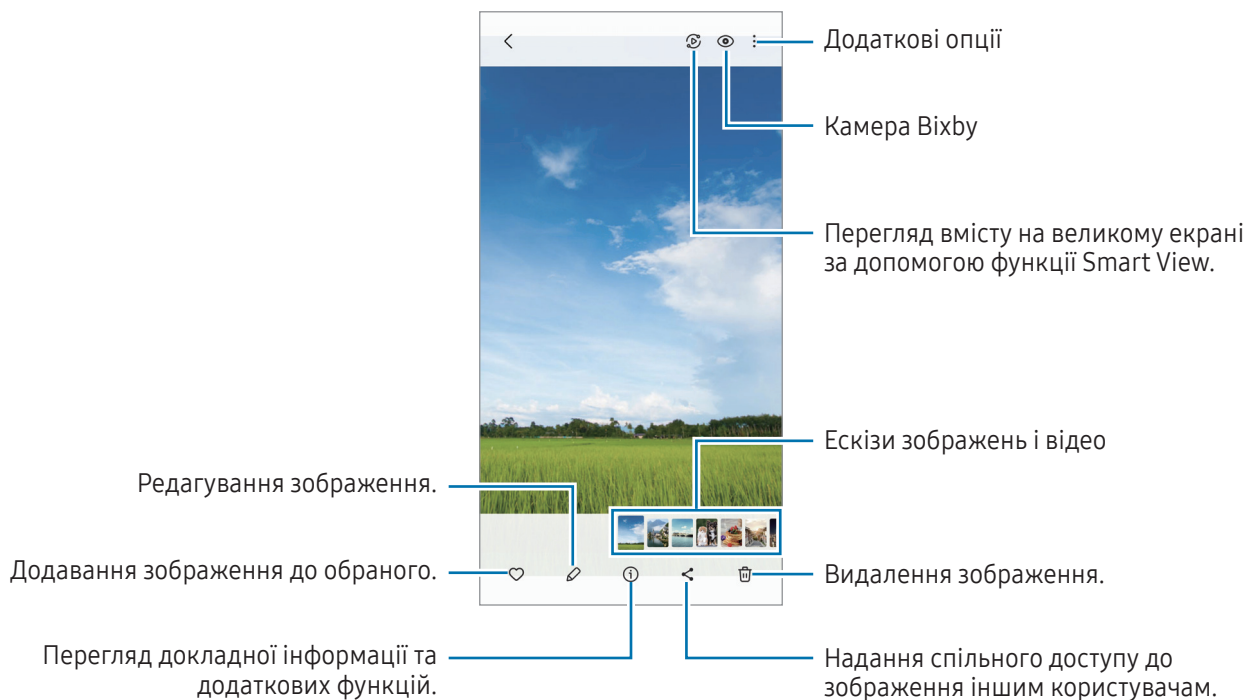 Додаткові опції
Камера Bixby
Перегляд вмісту на великому екрані
за допомогою функції Smart View.
Ескізи зображень і відео
Редагування зображення.
Додавання зображення до обраного.
Видалення зображення.
Перегляд докладної інформації та
додаткових функцій.
Надання спільного доступу до
зображення іншим користувачам.